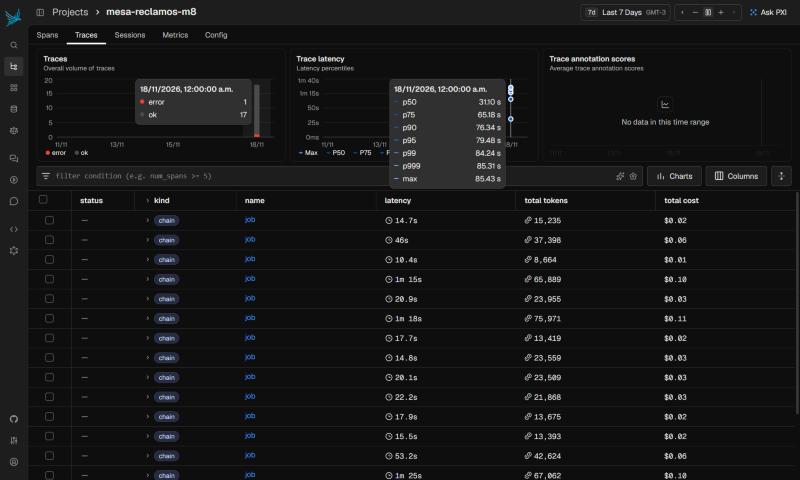 Projects › mesa-reclamos-m8
7d Last 7 Days GMT-3
Ask PXI
Spans Traces Sessions Metrics Config
Traces
Overall volume of traces
20
15
10
5
0
11/11 13/11 15/11 18/11
error ok
18/11/2026, 12:00:00 a.m.
error 1
ok 17
Trace latency
Latency percentiles
1m 40s
1m 15s
50s
25s
0ms
11/11 13/11 8/11
Max P50 P75 P
18/11/2026, 12:00:00 a.m.
p50 31.10 s
p75 65.18 s
p90 76.34 s
p95 79.48 s
p99 84.24 s
p999 85.31 s
max 85.43 s
Trace annotation scores
Average trace annotation scores
No data in this time range
filter condition (e.g. num_spans >= 5)
Charts
Columns
status kind name latency total tokens total cost
— chain job 14.7s 15,235 $0.02
— chain job 46s 37,398 $0.06
— chain job 10.4s 8,664 $0.01
— chain job 1m 15s 65,889 $0.10
— chain job 20.9s 23,955 $0.03
— chain job 1m 18s 75,971 $0.11
— chain job 17.7s 13,419 $0.02
— chain job 14.8s 23,559 $0.03
— chain job 20.1s 23,509 $0.03
— chain job 22.2s 21,868 $0.03
— chain job 17.9s 13,675 $0.02
— chain job 15.5s 13,393 $0.02
— chain job 53.2s 42,624 $0.06
— chain job 1m 25s 67,062 $0.10